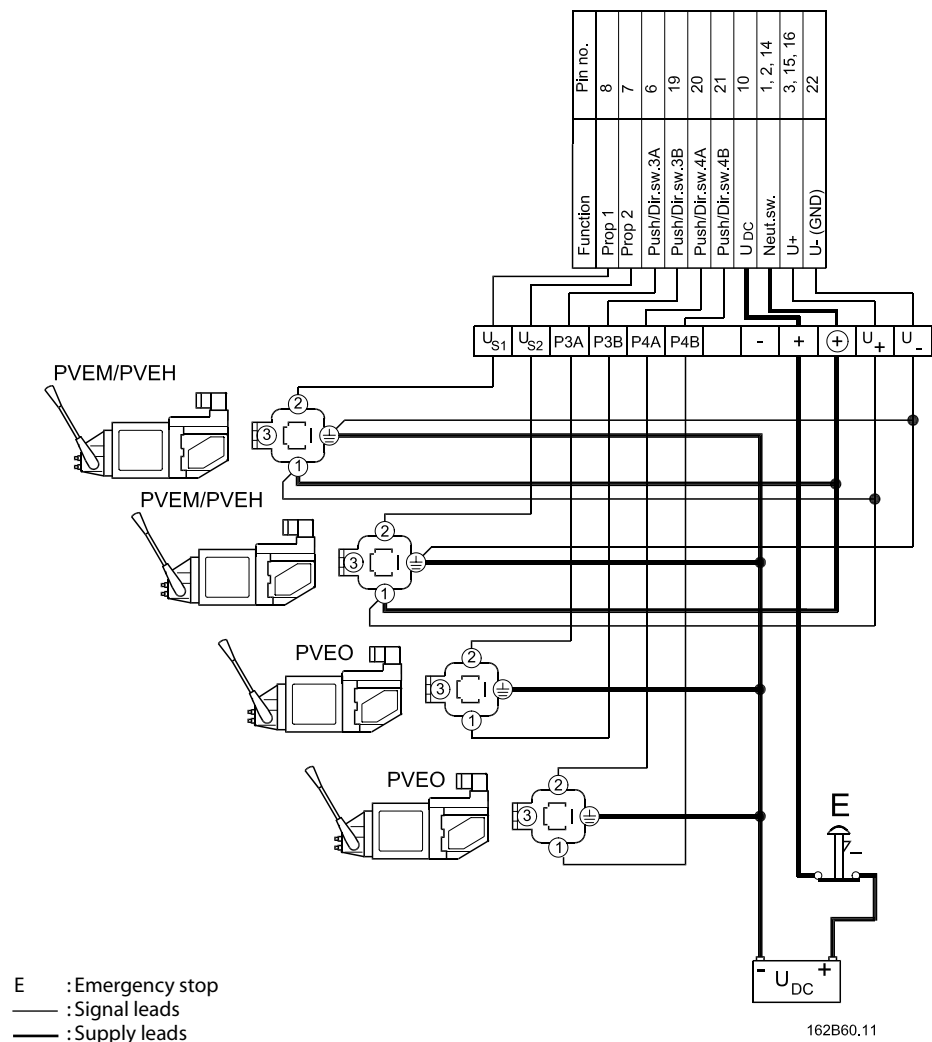 Function Pin no.
Prop 1 8
Prop 2 7
Push/Dir.sw.3A 6
Push/Dir.sw.3B 19
Push/Dir.sw.4A 20
Push/Dir.sw.4B 21
U DC 10
Neut.sw. 1, 2, 14
U+ 3, 15, 16
U- (GND) 22
US1 US2 P3A P3B P4A P4B - + + U+ U-
PVEM/PVEH
2
3
1
PVEM/PVEH
2
3
1
PVEO
2
3
1
PVEO
2
3
1
E
- UDC +
E : Emergency stop
: Signal leads
: Supply leads
162B60.11